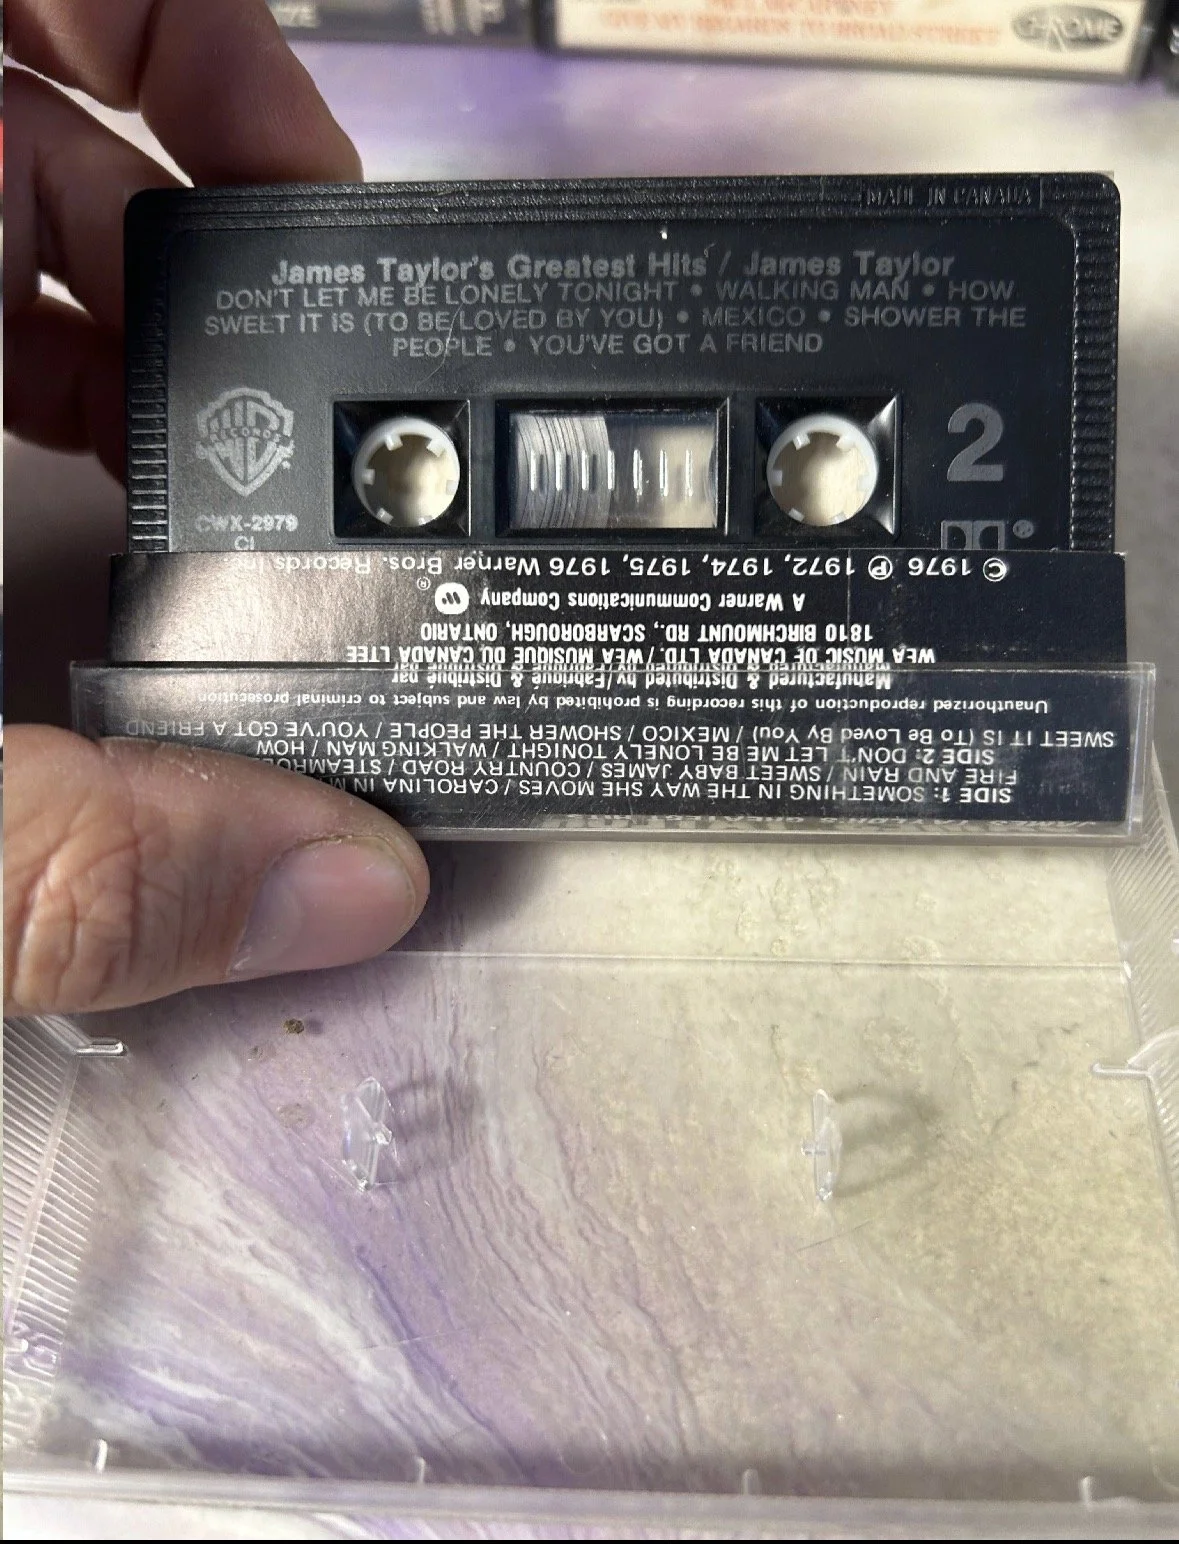 CHROME
MADE IN CANADA
James Taylor's Greatest Hits / James Taylor
DON'T LET ME BE LONELY TONIGHT • WALKING MAN • HOW
SWEET IT IS (TO BE LOVED BY YOU) • MEXICO • SHOWER THE
PEOPLE • YOU'VE GOT A FRIEND
RECORDS
2
CWX-2979
CI
© 1976 ℗ 1972, 1974, 1975, 1976 Warner Bros. Records Inc.
A Warner Communications Company ®
1810 BIRCHMOUNT RD., SCARBOROUGH, ONTARIO
WEA MUSIC OF CANADA LTD. / WEA MUSIQUE DU CANADA LTEE
Manufactured & Distributed by/Fabriqué & Distribué par
Unauthorized reproduction of this recording is prohibited by law and subject to criminal prosecution
SWEET IT IS (To Be Loved By You) / MEXICO / SHOWER THE PEOPLE / YOU'VE GOT A FRIEND
SIDE 2: DON'T LET ME BE LONELY TONIGHT / WALKING MAN / HOW
FIRE AND RAIN / SWEET BABY JAMES / COUNTRY ROAD /
SIDE 1: SOMETHING IN THE WAY SHE MOVES / CAROLINA IN